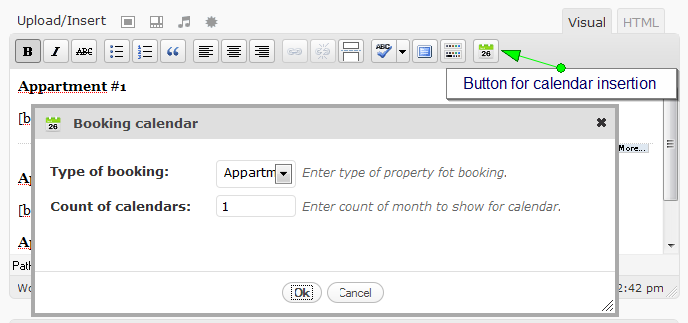 Upload/Insert
Visual
HTML
B I ABC
ABC
26
Button for calendar insertion
Appartment #1
[b
More...
26 Booking calendar
Type of booking: Appartm Enter type of property fot booking.
Count of calendars: 1 Enter count of month to show for calendar.
Ok Cancel
A
[b
Ap
Path
Wo
2:42 pm